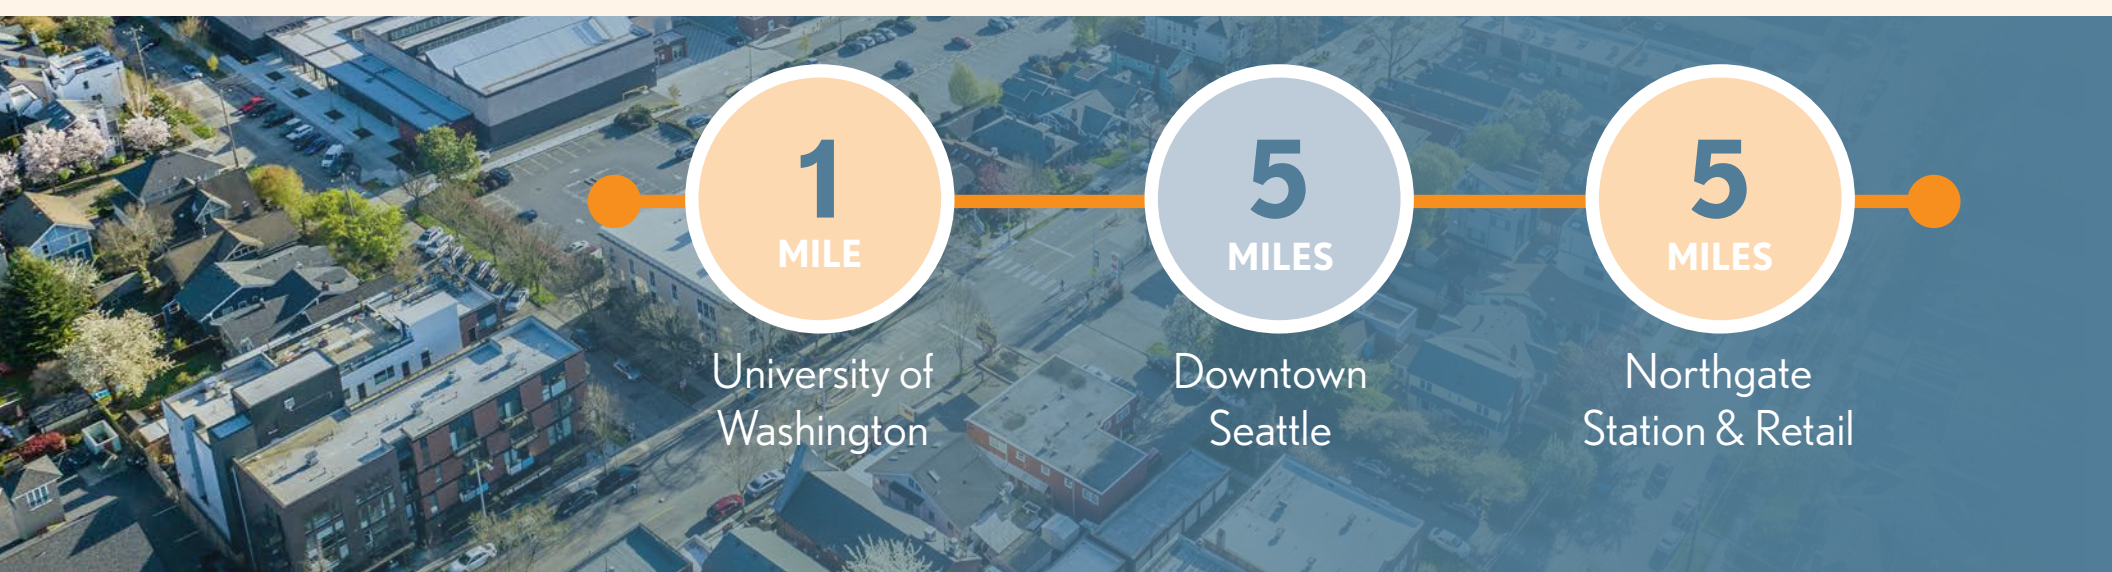 1
MILE
University of
Washington
5
MILES
Downtown
Seattle
5
MILES
Northgate
Station & Retail